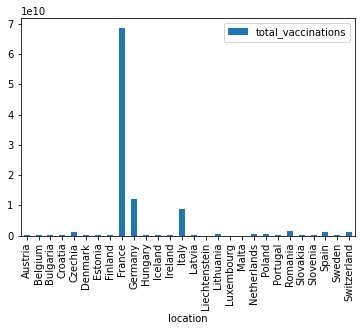 1e10
total_vaccinations
7
6
5
4
3
2
1
0
Austria
Belgium
Bulgaria
Croatia
Czechia
Denmark
Estonia
Finland
France
Germany
Hungary
Iceland
Ireland
Italy
Latvia
Liechtenstein
Lithuania
Luxembourg
Malta
Netherlands
Poland
Portugal
Romania
Slovakia
Slovenia
Spain
Sweden
Switzerland
location